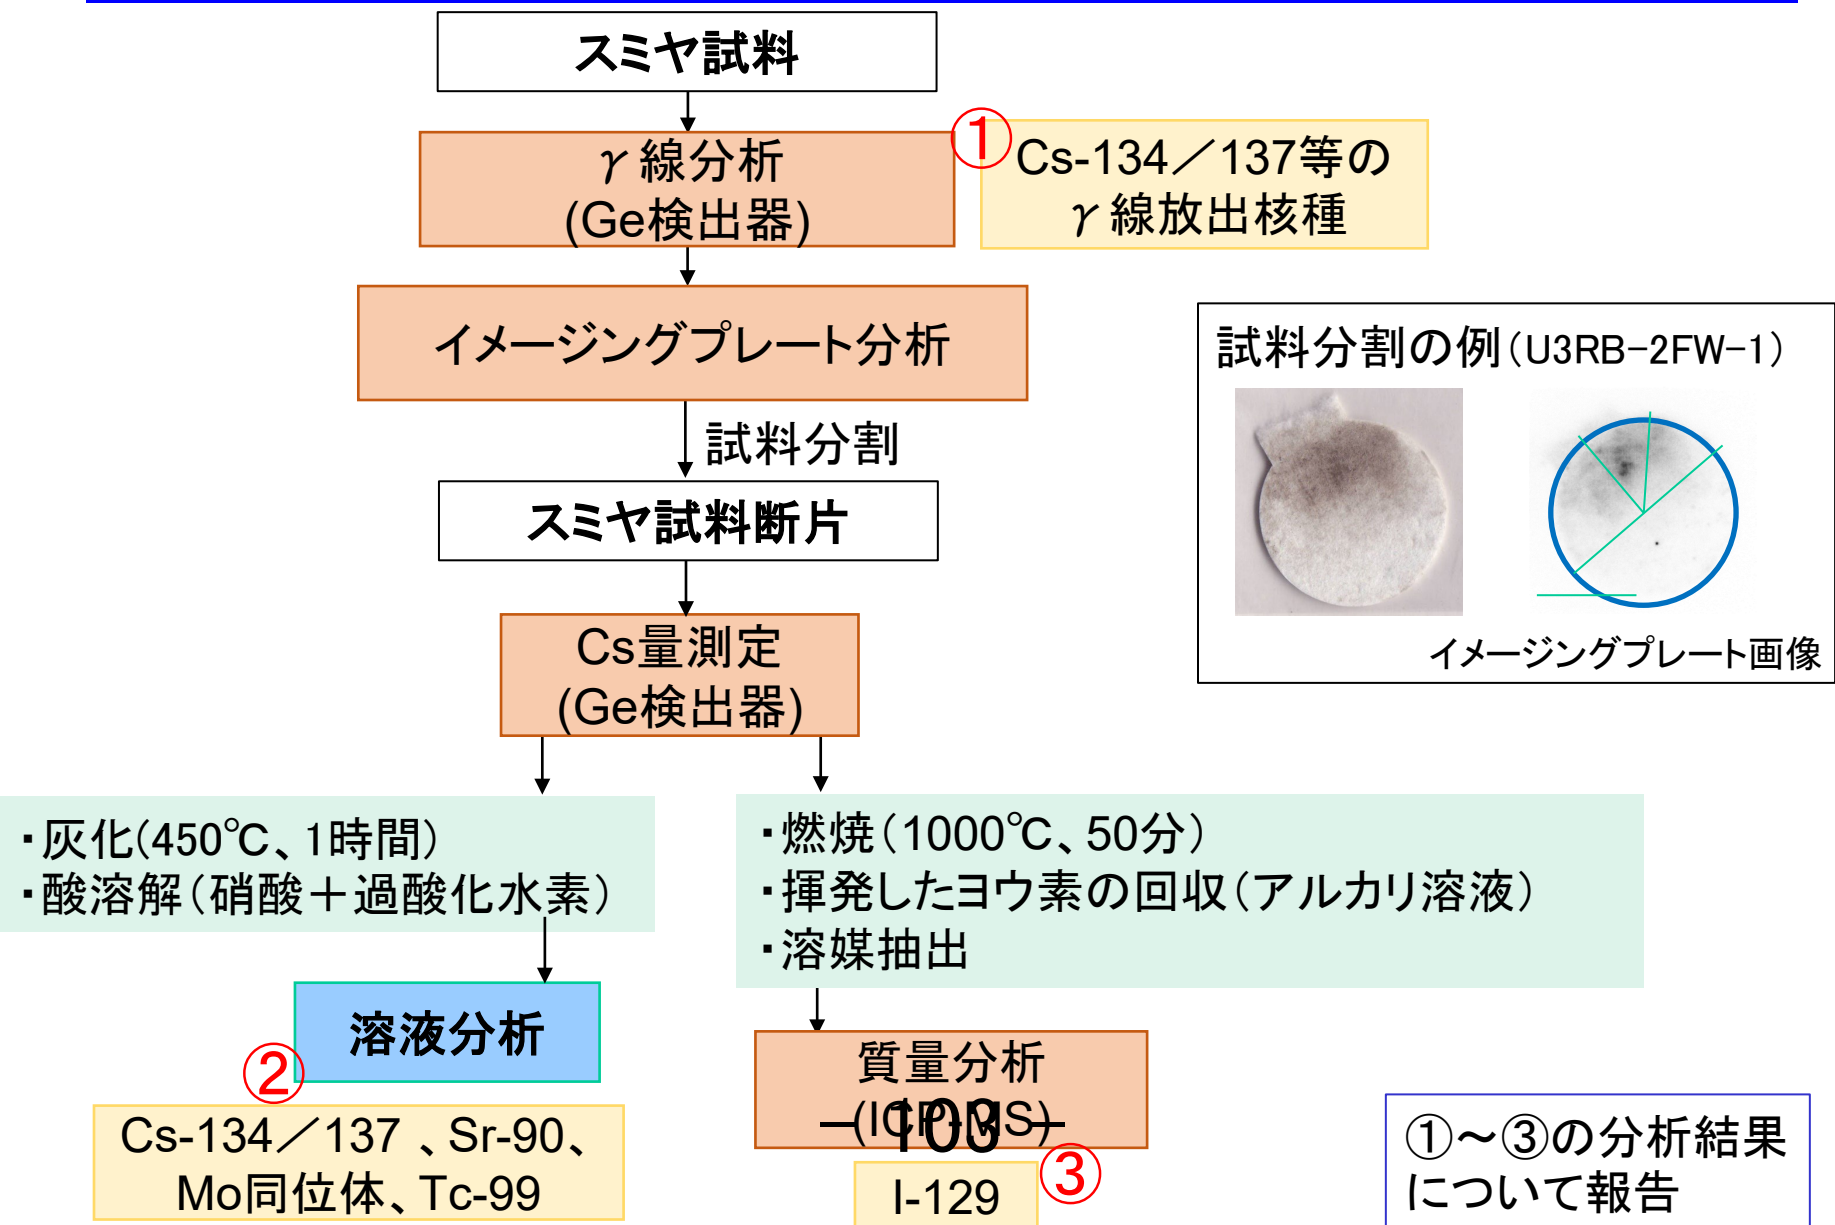 スミヤ試料
γ線分析
(Ge検出器)
①
Cs-134／137等の
γ線放出核種
イメージングプレート分析
試料分割
スミヤ試料断片
試料分割の例（U3RB−2FW−1）
イメージングプレート画像
Cs量測定
(Ge検出器)
・灰化(450℃、1時間)
・酸溶解（硝酸＋過酸化水素）
・燃焼（1000℃、50分）
・揮発したヨウ素の回収（アルカリ溶液）
・溶媒抽出
溶液分析
②
Cs-134／137 、Sr-90、
Mo同位体、Tc-99
質量分析
(ICP-MS)
－103－
③
I-129
①～③の分析結果
について報告